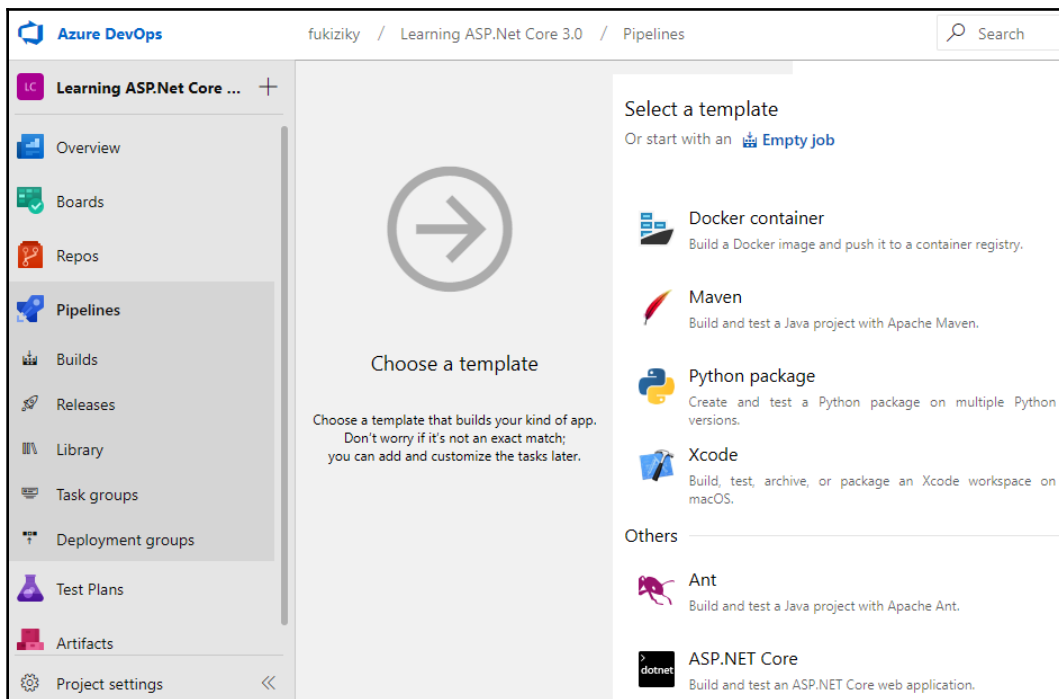 Azure DevOps
fukiziky / Learning ASP.Net Core 3.0 / Pipelines
Search
LC
Learning ASP.Net Core ...
Overview
Boards
Repos
Pipelines
Builds
Releases
Library
Task groups
Deployment groups
Test Plans
Artifacts
Project settings
Choose a template
Choose a template that builds your kind of app.
Don't worry if it's not an exact match;
you can add and customize the tasks later.
Select a template
Or start with an Empty job
Docker container
Build a Docker image and push it to a container registry.
Maven
Build and test a Java project with Apache Maven.
Python package
Create and test a Python package on multiple Python
versions.
Xcode
Build, test, archive, or package an Xcode workspace on
macOS.
Others
Ant
Build and test a Java project with Apache Ant.
dotnet
ASP.NET Core
Build and test an ASP.NET Core web application.